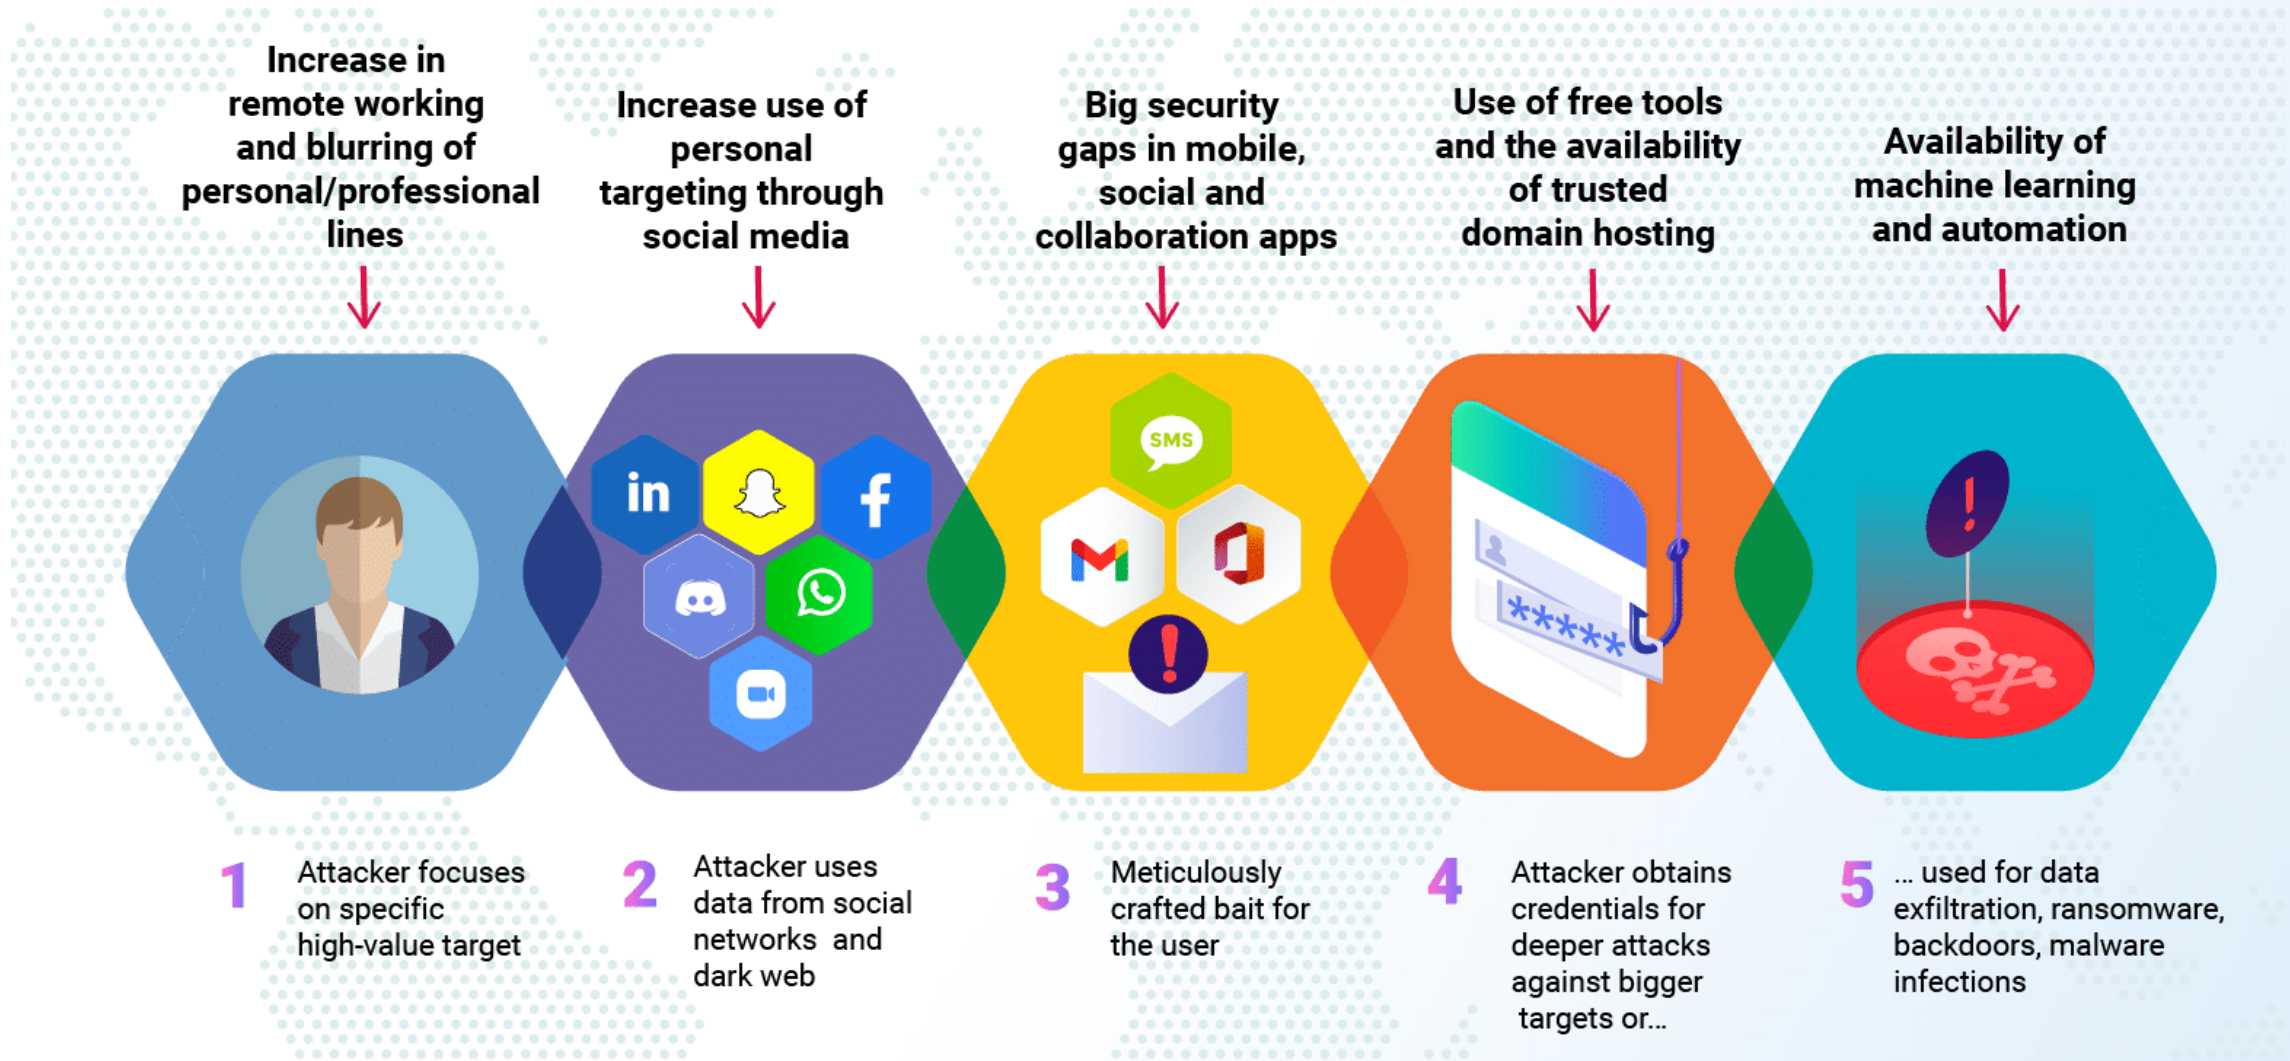 Increase in
remote working
and blurring of
personal/professional
lines
Increase use of
personal
targeting through
social media
Big security
gaps in mobile,
social and
collaboration apps
Use of free tools
and the availability
of trusted
domain hosting
Availability of
machine learning
and automation
in
f
SMS
M
*****
!
!
1
Attacker focuses
on specific
high-value target
2
Attacker uses
data from social
networks and
dark web
3
Meticulously
crafted bait for
the user
4
Attacker obtains
credentials for
deeper attacks
against bigger
targets or...
5
... used for data
exfiltration, ransomware,
backdoors, malware
infections